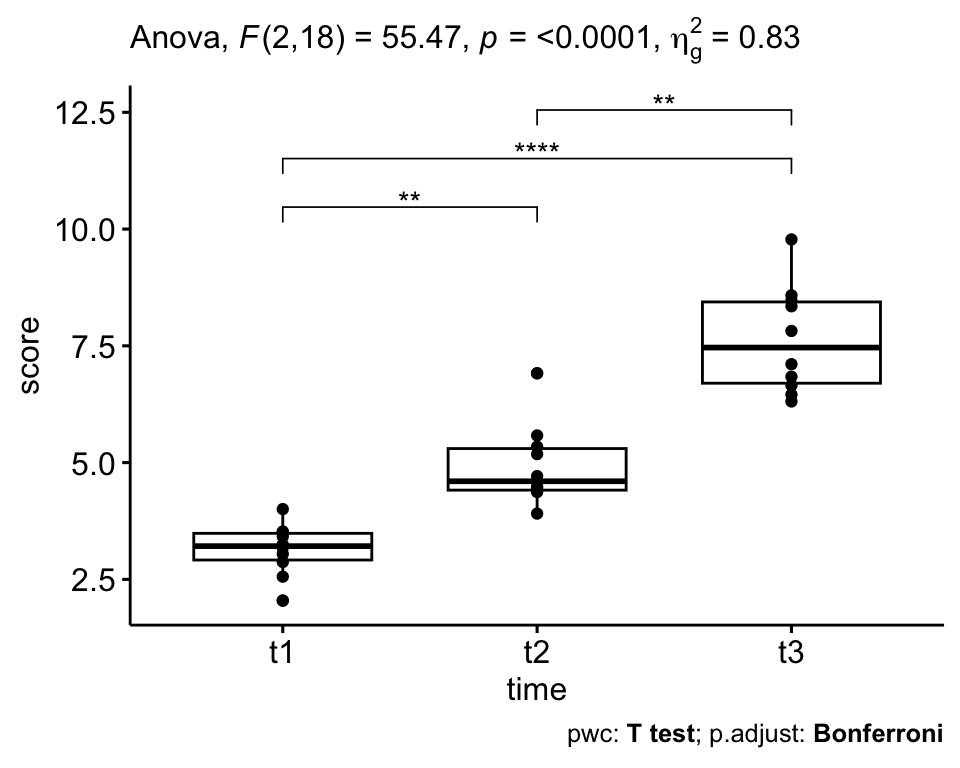 Anova, F(2,18) = 55.47, p = <0.0001, η²g = 0.83
12.5
**
****
**
10.0
7.5
5.0
2.5
score
t1 t2 t3
time
pwc: T test; p.adjust: Bonferroni